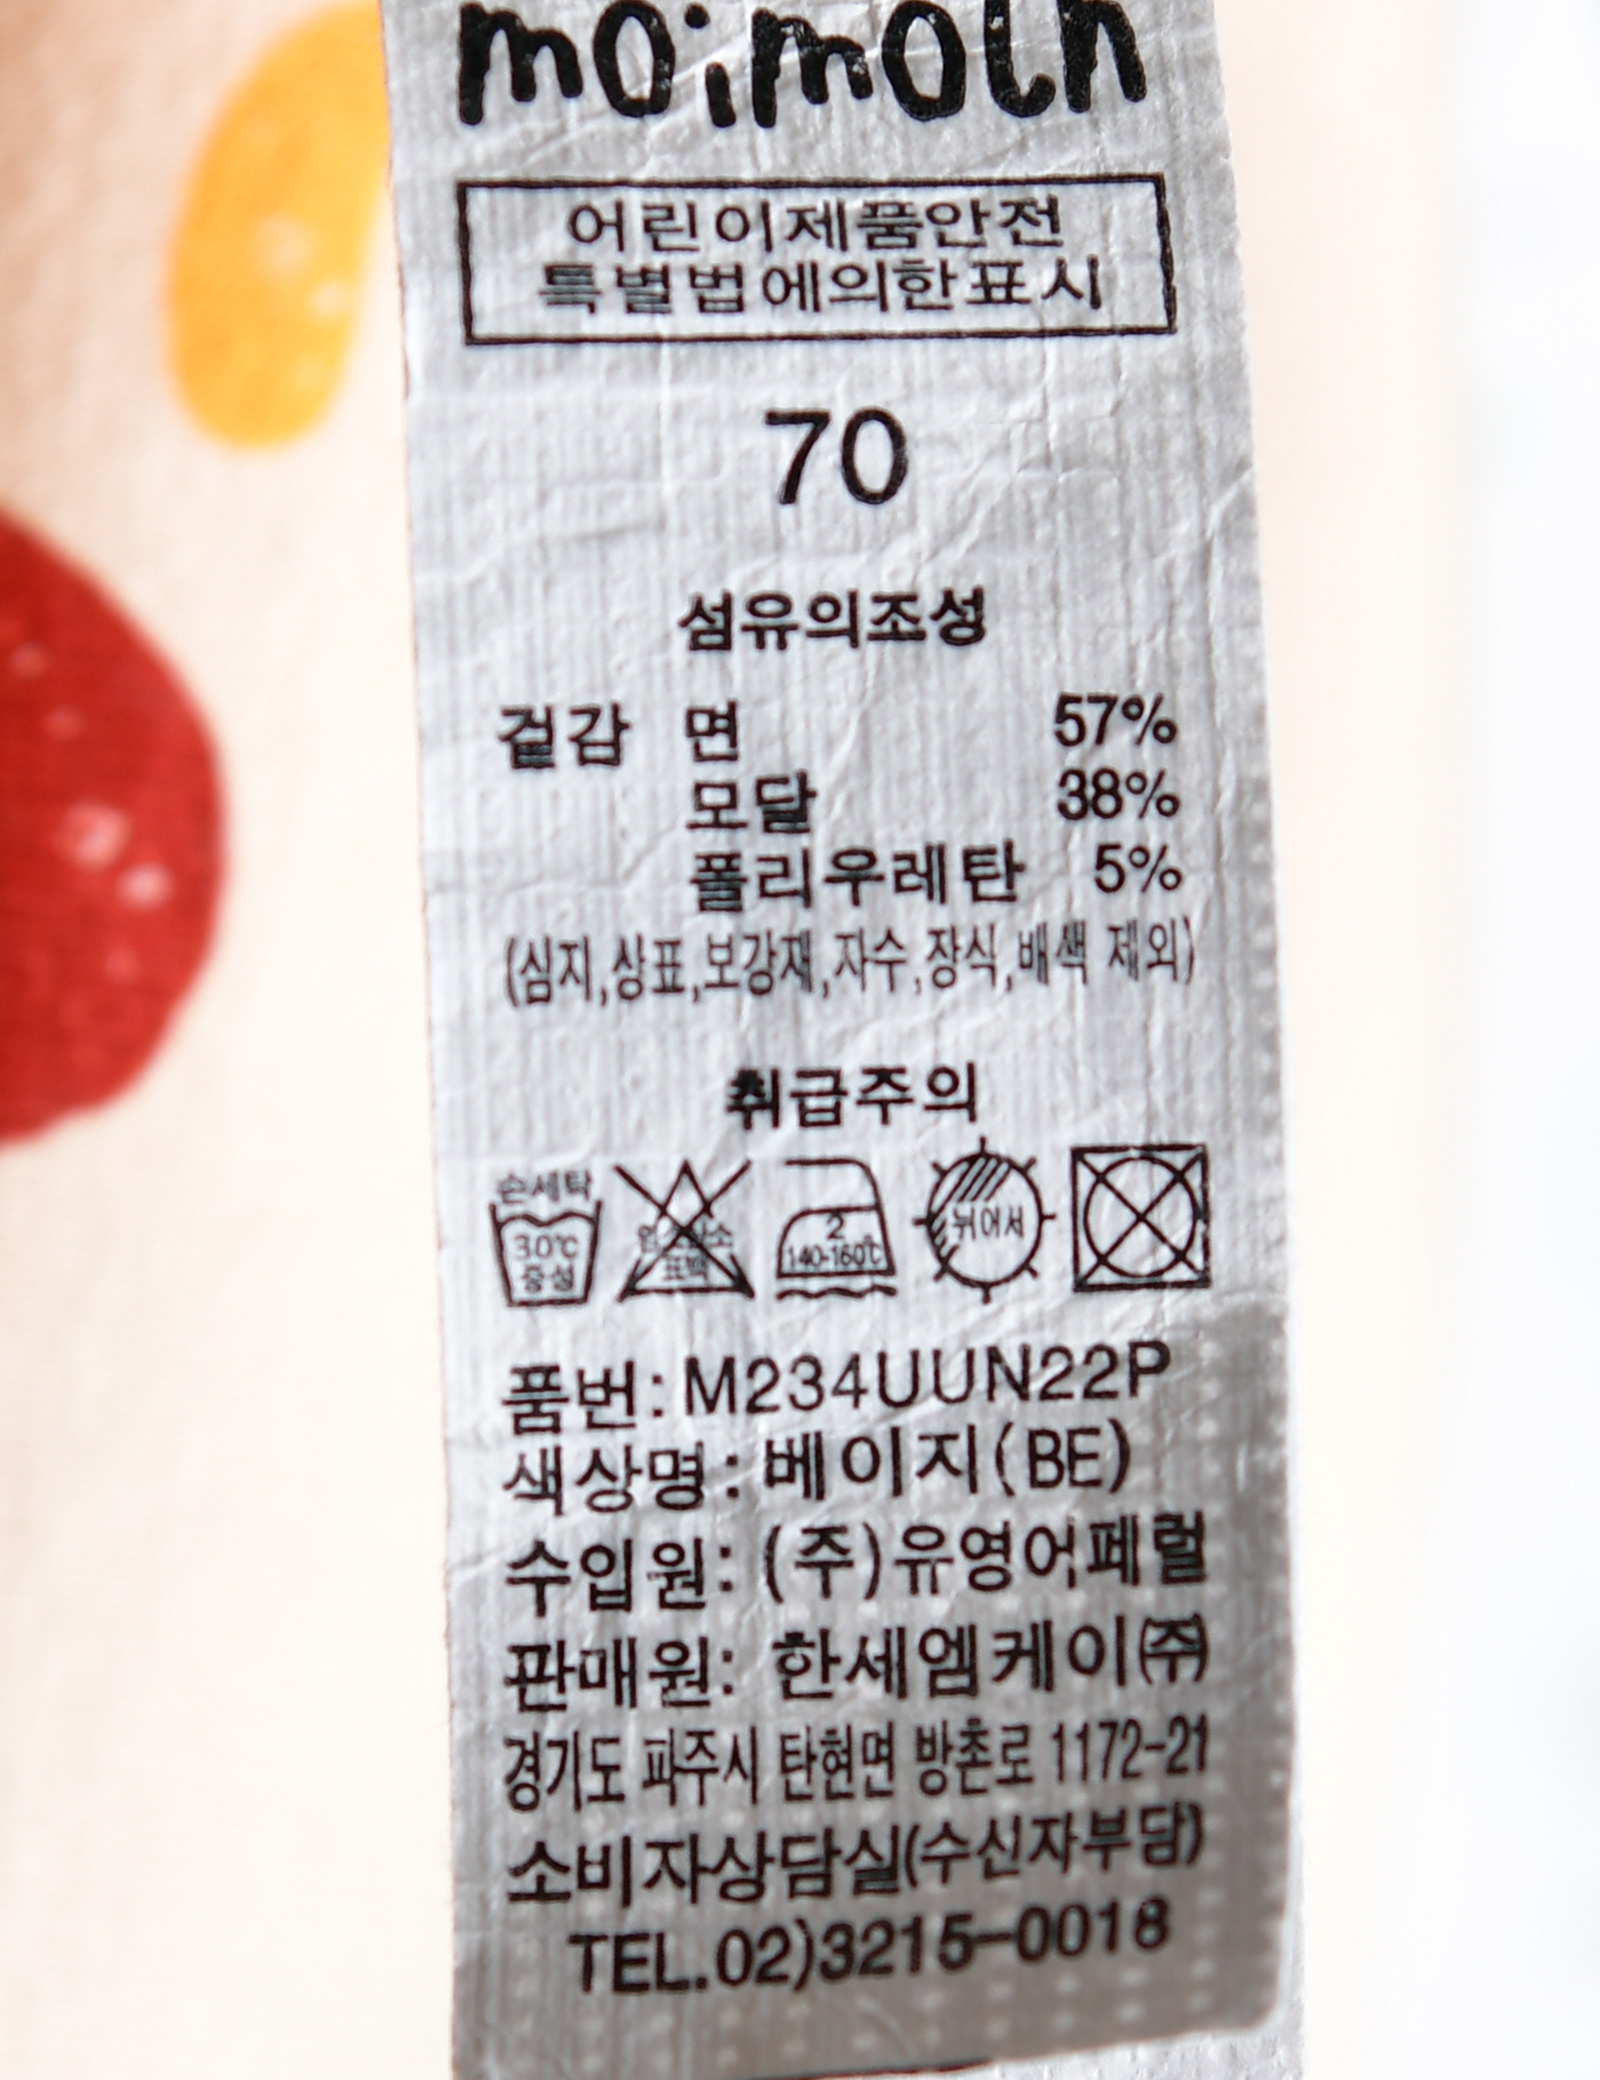 moimoln
어린이제품안전
특별법에의한표시
70
섬유의조성
겉감 면 57%
모달 38%
폴리우레탄 5%
(심지,상표,보강재,자수,장식,배색 제외)
취급주의
손세탁
30℃
중성
염소산소
표백
2
140-160℃
뉘어서
품번: M234UUN22P
색상명: 베이지(BE)
수입원: (주)유영어페럴
판매원: 한세엠케이㈜
경기도 파주시 탄현면 방촌로 1172-21
소비자상담실(수신자부담)
TEL.02)3215-0018